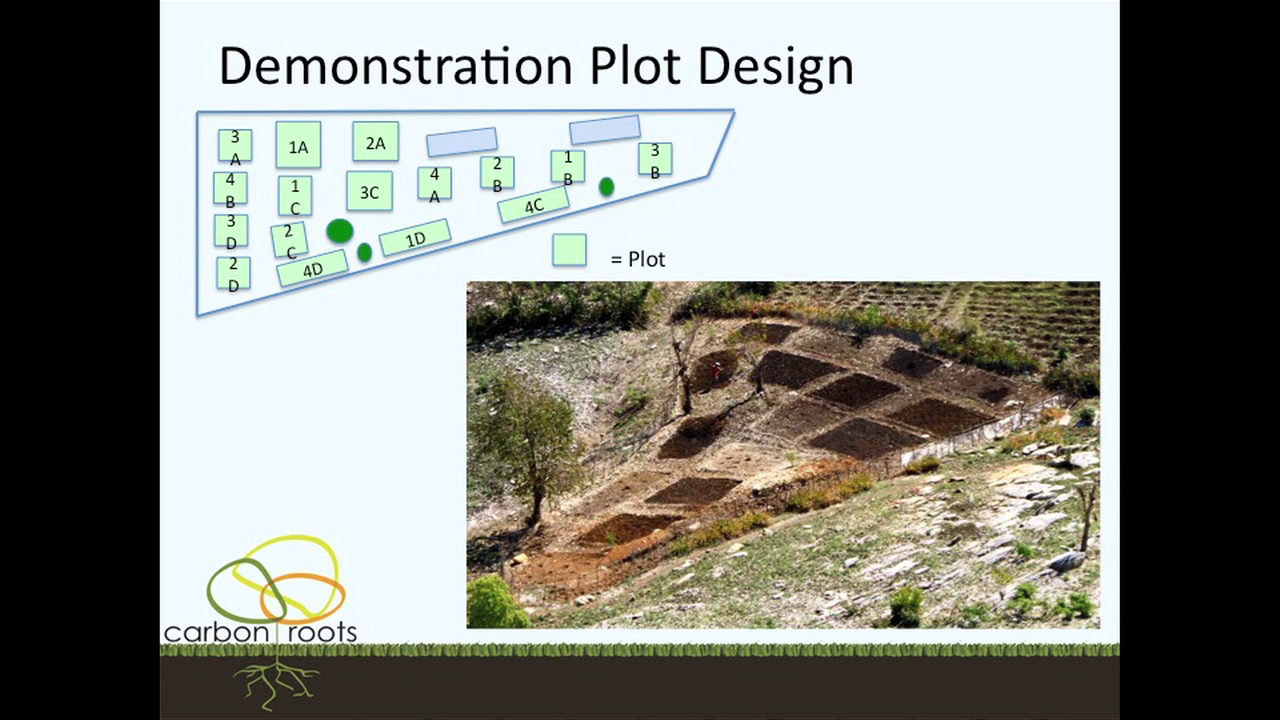 Demonstration Plot Design
3
A
1A
2A
4
B
1
C
3C
4
A
2
B
1
B
3
B
3
D
2
C
1D
4C
2
D
4D
= Plot
carbon roots